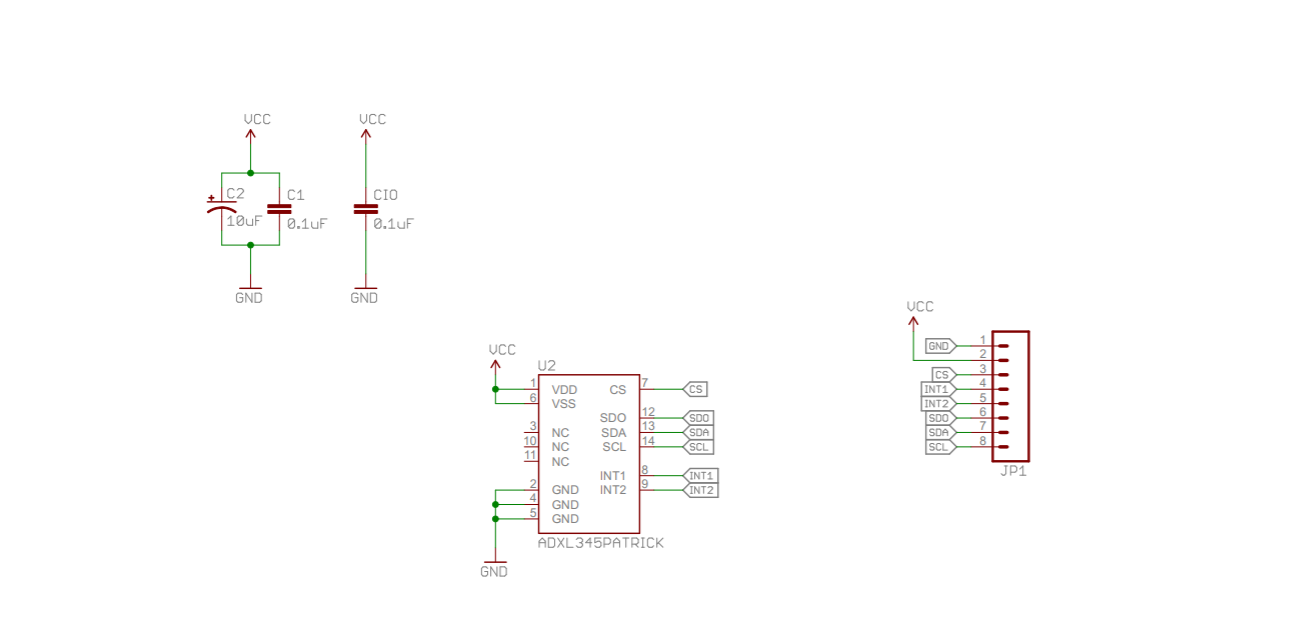 VCC
VCC
+
C2
C1
CIO
10uF
0.1uF
0.1uF
GND
GND
VCC
VCC
U2
1 VDD
6 VSS
3 NC
10 NC
11 NC
2 GND
4 GND
5 GND
CS 7 CS
SDO 12 SDO
SDA 13 SDA
SCL 14 SCL
INT1 8 INT1
INT2 9 INT2
ADXL345PATRICK
GND
GND 1
2
CS 3
INT1 4
INT2 5
SDO 6
SDA 7
SCL 8
JP1